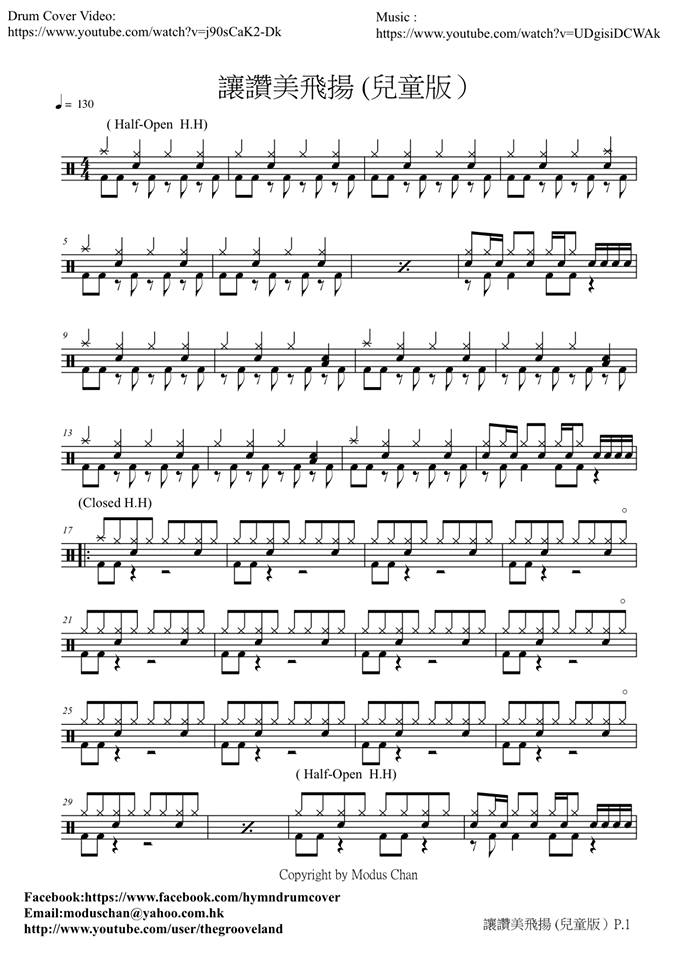 Drum Cover Video:
https://www.youtube.com/watch?v=j90sCaK2-Dk
Music :
https://www.youtube.com/watch?v=UDgisiDCWAk
讓讚美飛揚 (兒童版）
= 130
( Half-Open H.H)
4
4
5
9
13
(Closed H.H)
17
21
25
( Half-Open H.H)
29
Copyright by Modus Chan
Facebook:https://www.facebook.com/hymndrumcover
Email:moduschan@yahoo.com.hk
http://www.youtube.com/user/thegrooveland
讓讚美飛揚 (兒童版）P.1